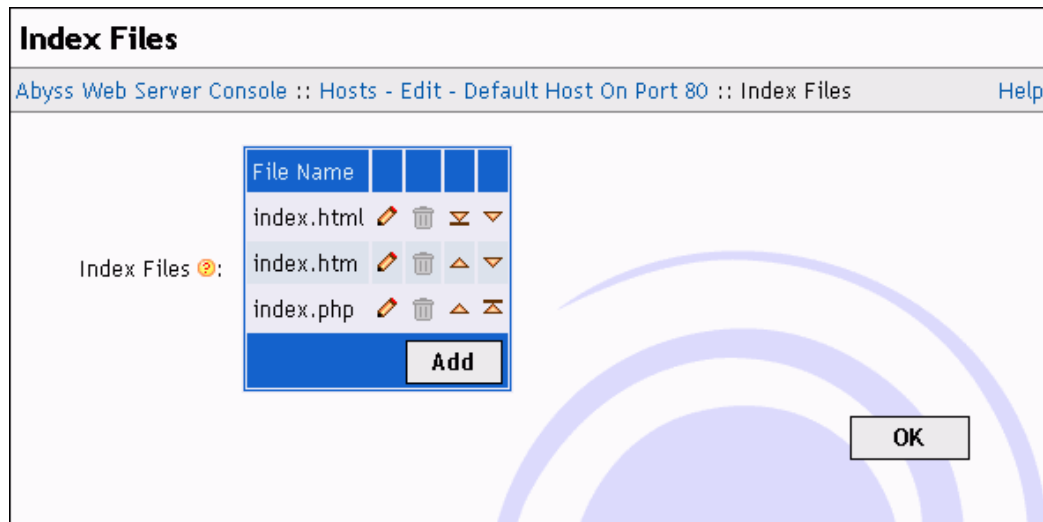 Index Files
Abyss Web Server Console :: Hosts - Edit - Default Host On Port 80 :: Index Files Help
File Name
index.html
Index Files ?: index.htm
index.php
Add
OK